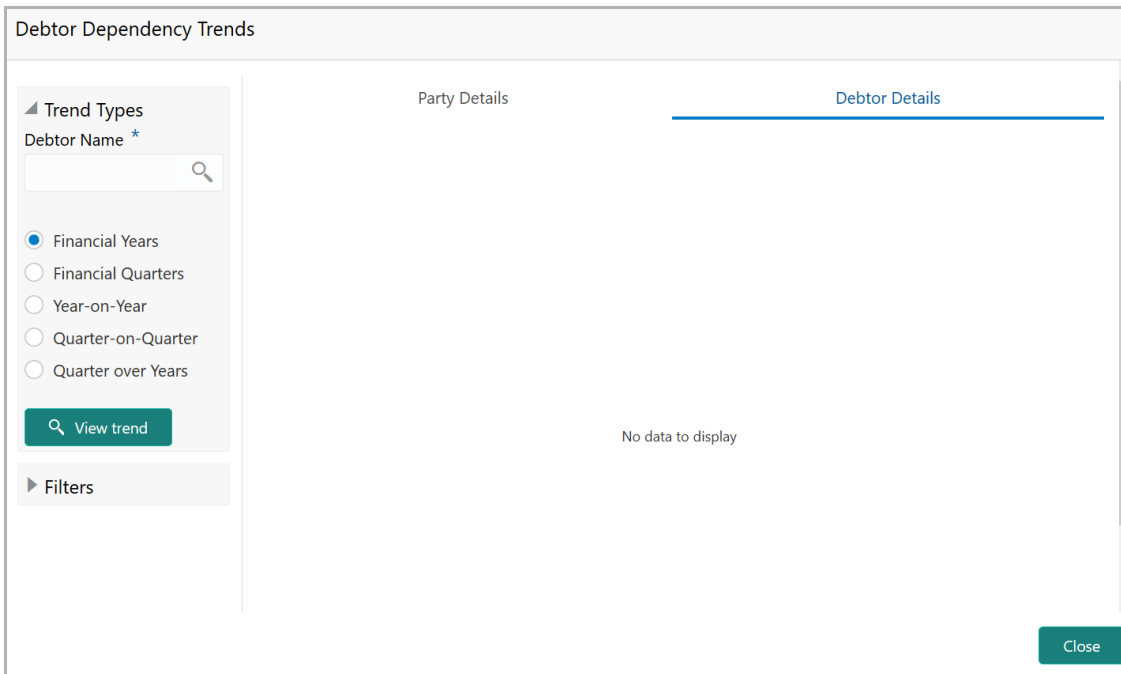 Debtor Dependency Trends
Trend Types
Debtor Name *
Financial Years
Financial Quarters
Year-on-Year
Quarter-on-Quarter
Quarter over Years
View trend
Filters
Party Details
Debtor Details
No data to display
Close